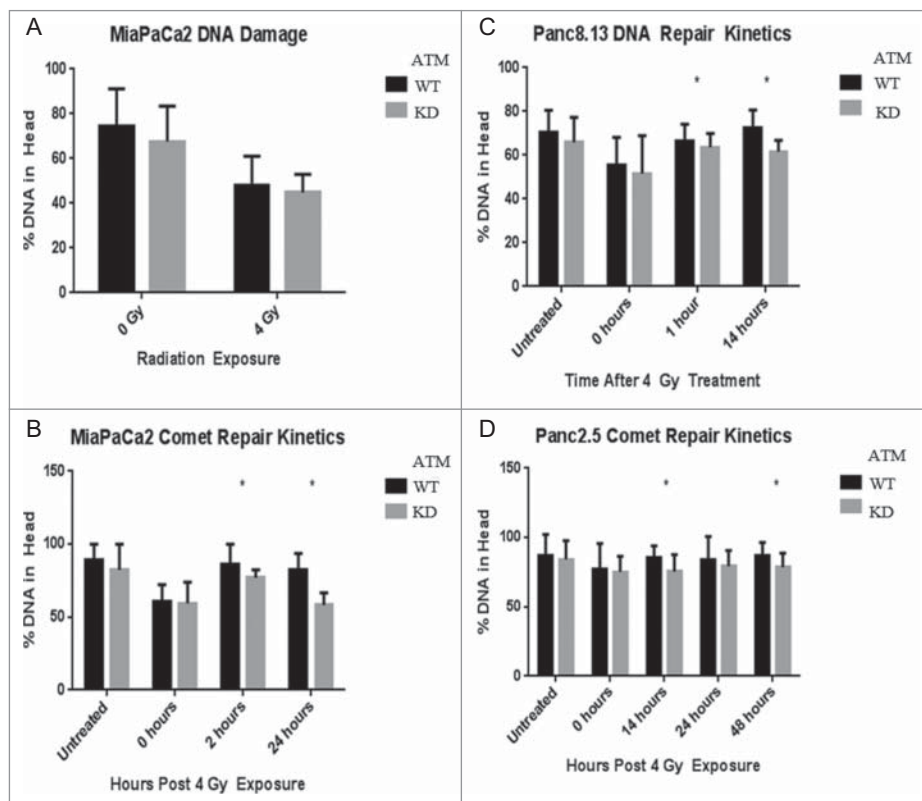 A
MiaPaCa2 DNA Damage
ATM
WT
KD
% DNA in Head
100
80
60
40
20
0
0 Gy
4 Gy
Radiation Exposure
B
MiaPaCa2 Comet Repair Kinetics
ATM
WT
KD
% DNA in Head
150
100
50
0
* *
Untreated
0 hours
2 hours
24 hours
Hours Post 4 Gy Exposure
C
Panc8.13 DNA Repair Kinetics
ATM
WT
KD
% DNA in Head
100
80
60
40
20
0
* *
Untreated
0 hours
1 hour
14 hours
Time After 4 Gy Treatment
D
Panc2.5 Comet Repair Kinetics
ATM
WT
KD
% DNA in Head
150
100
50
0
* *
Untreated
0 hours
14 hours
24 hours
48 hours
Hours Post 4 Gy Exposure